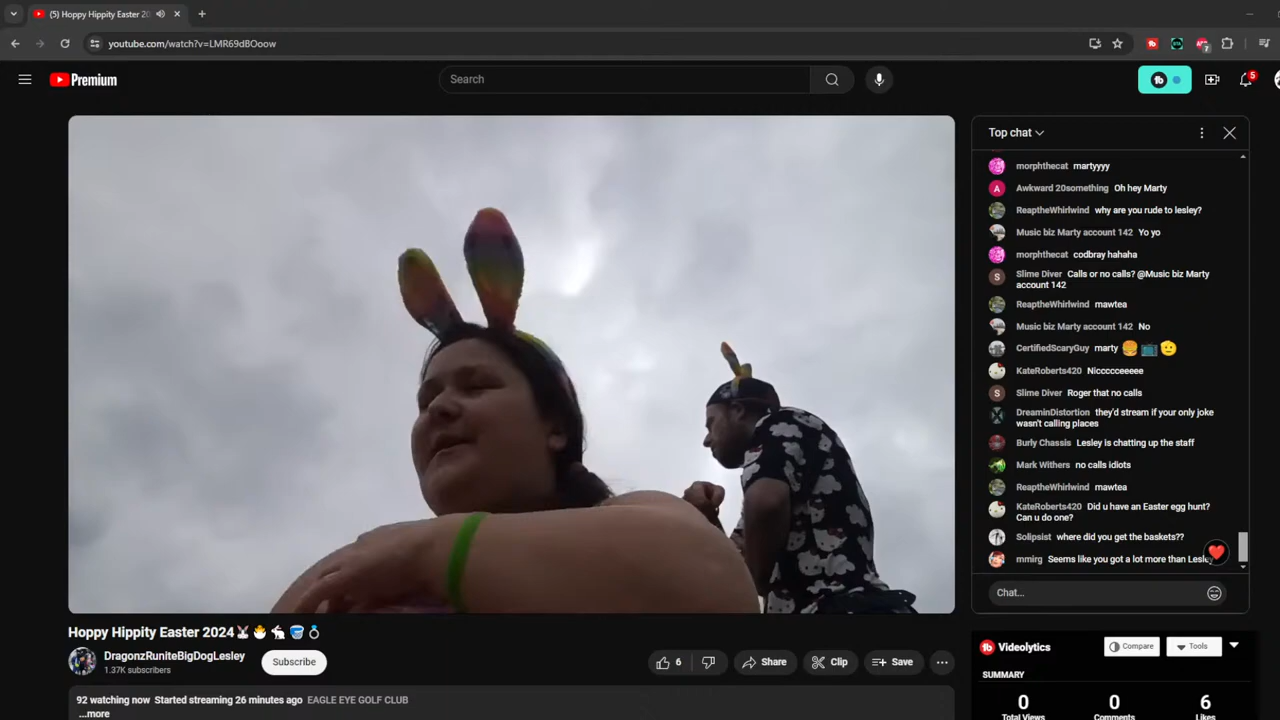 (5) Hoppy Hippity Easter 20
youtube.com/watch?v=LMR69dBOoow
7
Premium
Search
5
Top chat
morphthecat martyyyy
Awkward 20something Oh hey Marty
ReaptheWhirlwind why are you rude to lesley?
Music biz Marty account 142 Yo yo
morphthecat codbray hahaha
Slime Diver Calls or no calls? @Music biz Marty
account 142
ReaptheWhirlwind mawtea
Music biz Marty account 142 No
CertifiedScaryGuy marty 🍔📺🫡
KateRoberts420 Niccccceeeee
Slime Diver Roger that no calls
DreaminDistortion they'd stream if your only joke
wasn't calling places
Burly Chassis Lesley is chatting up the staff
Mark Withers no calls idiots
ReaptheWhirlwind mawtea
KateRoberts420 Did u have an Easter egg hunt?
Can u do one?
Solipsist where did you get the baskets??
mmirg Seems like you got a lot more than Lesley
Chat...
Hoppy Hippity Easter 2024🐰🐣🐇🪣💍
DragonzRuniteBigDogLesley
1.37K subscribers
Subscribe
6
Share
Clip
Save
92 watching now Started streaming 26 minutes ago EAGLE EYE GOLF CLUB
...more
Videolytics
Compare
Tools
SUMMARY
0
0
6
Total Views
Comments
Likes